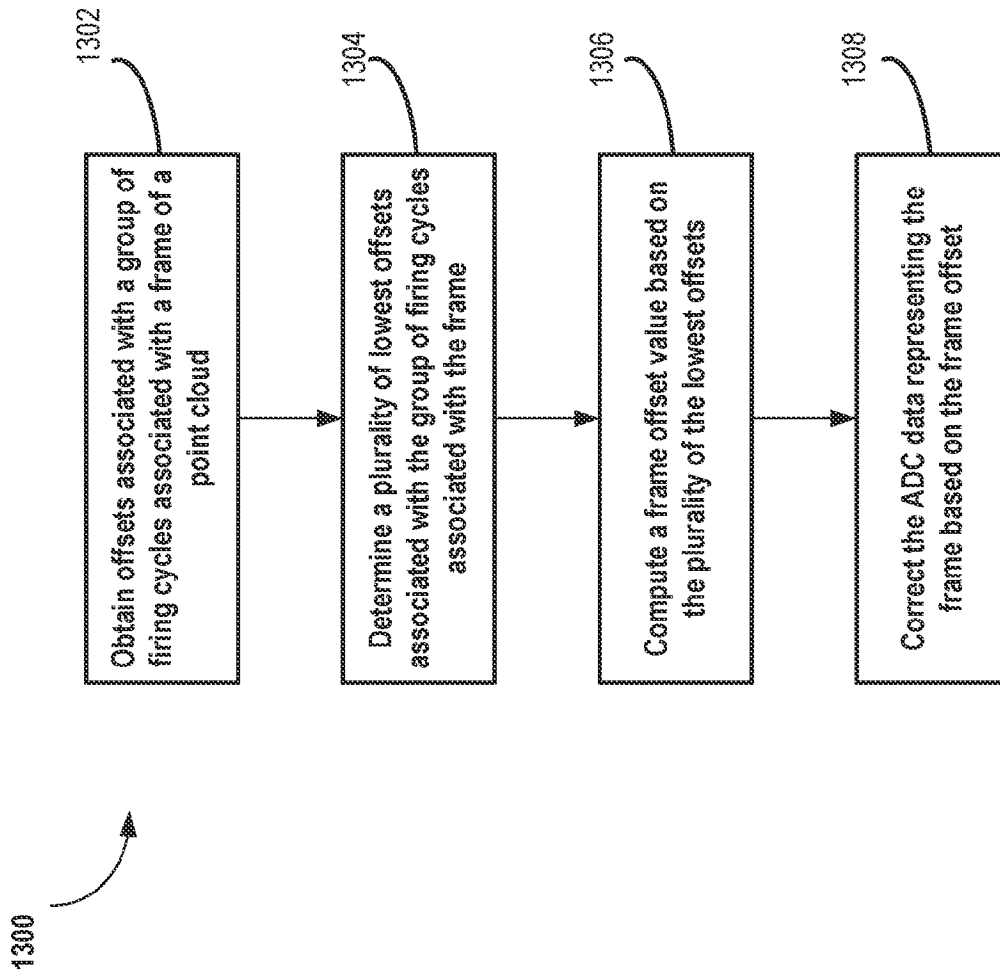 1300
1302
Obtain offsets associated with a group of
firing cycles associated with a frame of a
point cloud
1304
Determine a plurality of lowest offsets
associated with the group of firing cycles
associated with the frame
1306
Compute a frame offset value based on
the plurality of the lowest offsets
1308
Correct the ADC data representing the
frame based on the frame offset